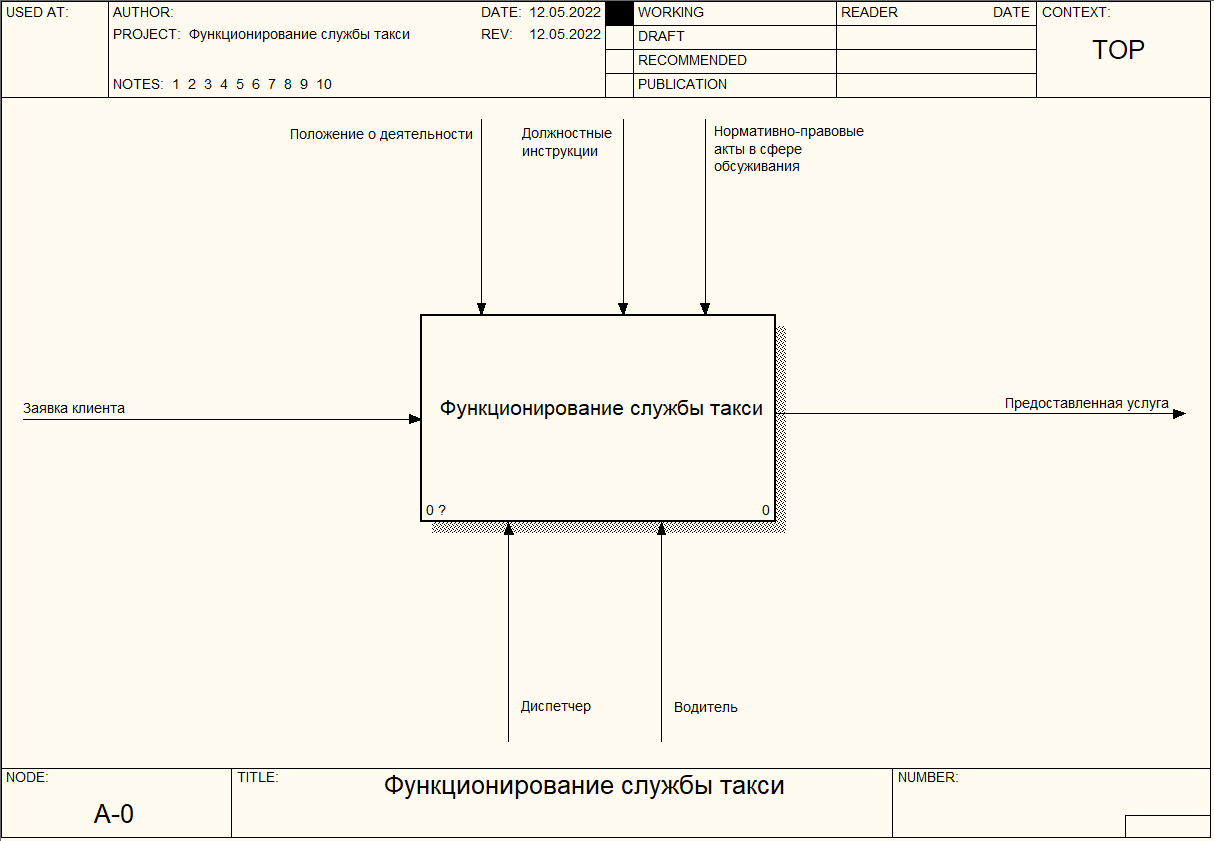 USED AT:
AUTHOR:
DATE: 12.05.2022
PROJECT: Функционирование службы такси
REV: 12.05.2022
NOTES: 1 2 3 4 5 6 7 8 9 10
WORKING
DRAFT
RECOMMENDED
PUBLICATION
READER DATE
CONTEXT:
TOP
Положение о деятельности
Должностные
инструкции
Нормативно-правовые
акты в сфере
обсуживания
Заявка клиента
Функционирование службы такси
0 ?
0
Предоставленная услуга
Диспетчер
Водитель
NODE:
A-0
TITLE:
Функционирование службы такси
NUMBER: